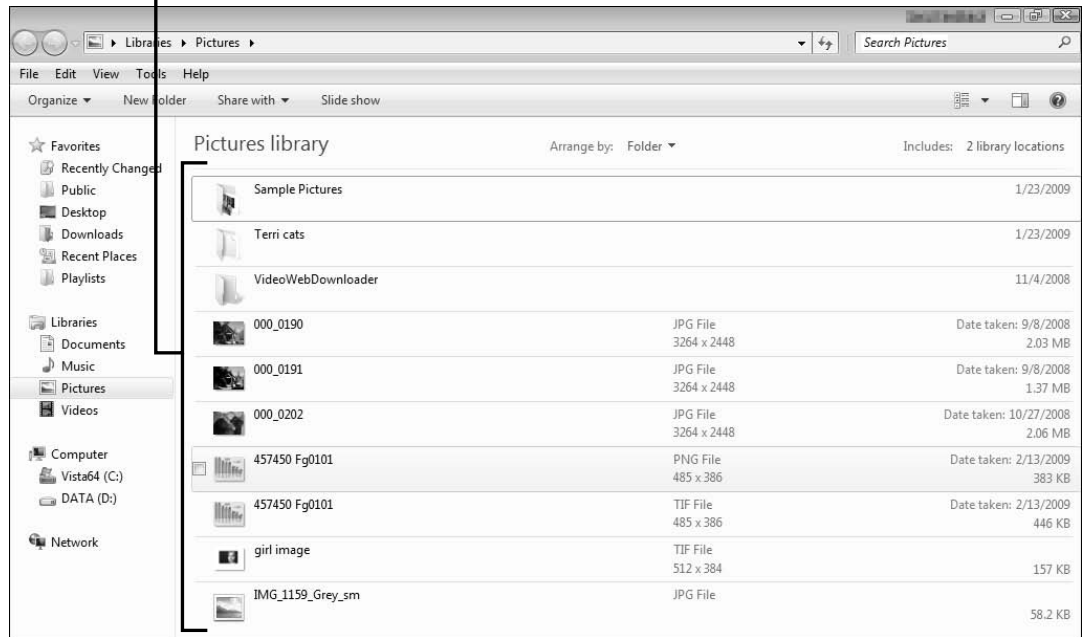 Libraries Pictures
Search Pictures
File Edit View Tools Help
Organize New Folder Share with Slide show
Favorites
Recently Changed
Public
Desktop
Downloads
Recent Places
Playlists
Libraries
Documents
Music
Pictures
Videos
Computer
Vista64 (C:)
DATA (D:)
Network
Pictures library
Arrange by: Folder
Includes: 2 library locations
Sample Pictures 1/23/2009
Terri cats 1/23/2009
VideoWebDownloader 11/4/2008
000_0190 JPG File Date taken: 9/8/2008
3264 x 2448 2.03 MB
000_0191 JPG File Date taken: 9/8/2008
3264 x 2448 1.37 MB
000_0202 JPG File Date taken: 10/27/2008
3264 x 2448 2.06 MB
457450 Fg0101 PNG File Date taken: 2/13/2009
485 x 386 383 KB
457450 Fg0101 TIF File Date taken: 2/13/2009
485 x 386 446 KB
girl image TIF File
512 x 384 157 KB
IMG_1159_Grey_sm JPG File
58.2 KB